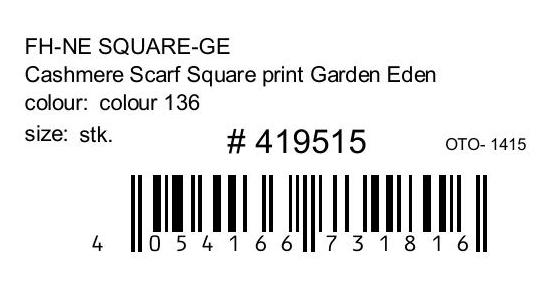 FH-NE SQUARE-GE
Cashmere Scarf Square print Garden Eden
colour: colour 136
size: stk.
# 419515
OTO- 1415
4 054166 731816